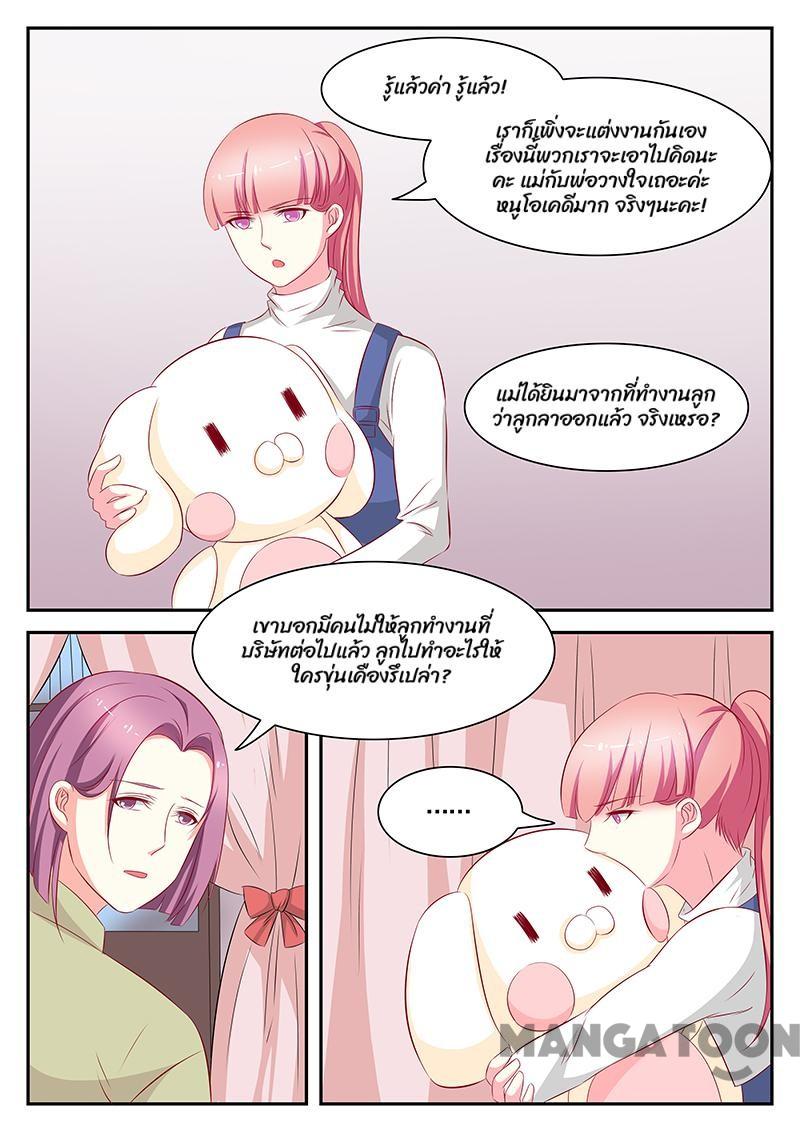 รู้แล้วค่า รู้แล้ว!
เราก็เพิ่งจะแต่งงานกันเอง
เรื่องนี้พวกเราจะเอาไปคิดนะ
คะ แม่กับพ่อวางใจเถอะค่ะ
หนูโอเคดีมาก จริงๆนะคะ!
แม่ได้ยินมาจากที่ทำงานลูก
ว่าลูกลาออกแล้ว จริงเหรอ?
เขาบอกมีคนไม่ให้ลูกทำงานที่
บริษัทต่อไปแล้ว ลูกไปทำอะไรให้
ใครขุ่นเคืองรึเปล่า?
......
MANGATOON